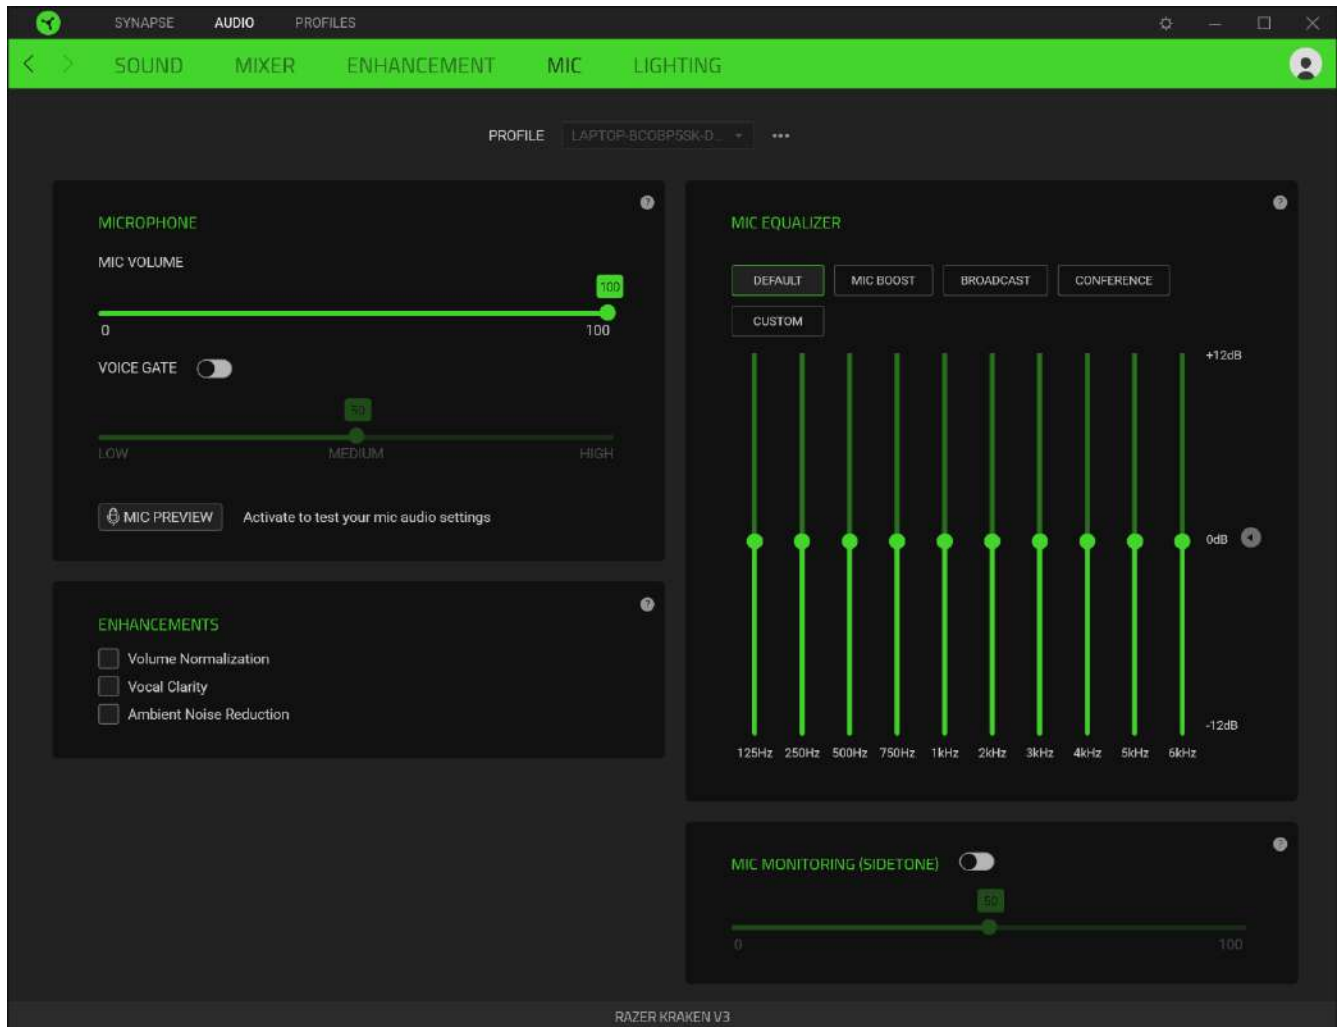 SYNAPSE AUDIO PROFILES
SOUND MIXER ENHANCEMENT MIC LIGHTING
PROFILE LAPTOP-BCOBP5SK-D...
MICROPHONE
MIC VOLUME
100
0 100
VOICE GATE
50
LOW MEDIUM HIGH
MIC PREVIEW Activate to test your mic audio settings
ENHANCEMENTS
Volume Normalization
Vocal Clarity
Ambient Noise Reduction
MIC EQUALIZER
DEFAULT MIC BOOST BROADCAST CONFERENCE
CUSTOM
+12dB
0dB
-12dB
125Hz 250Hz 500Hz 750Hz 1kHz 2kHz 3kHz 4kHz 5kHz 6kHz
MIC MONITORING (SIDETONE)
50
0 100
RAZER KRAKEN V3